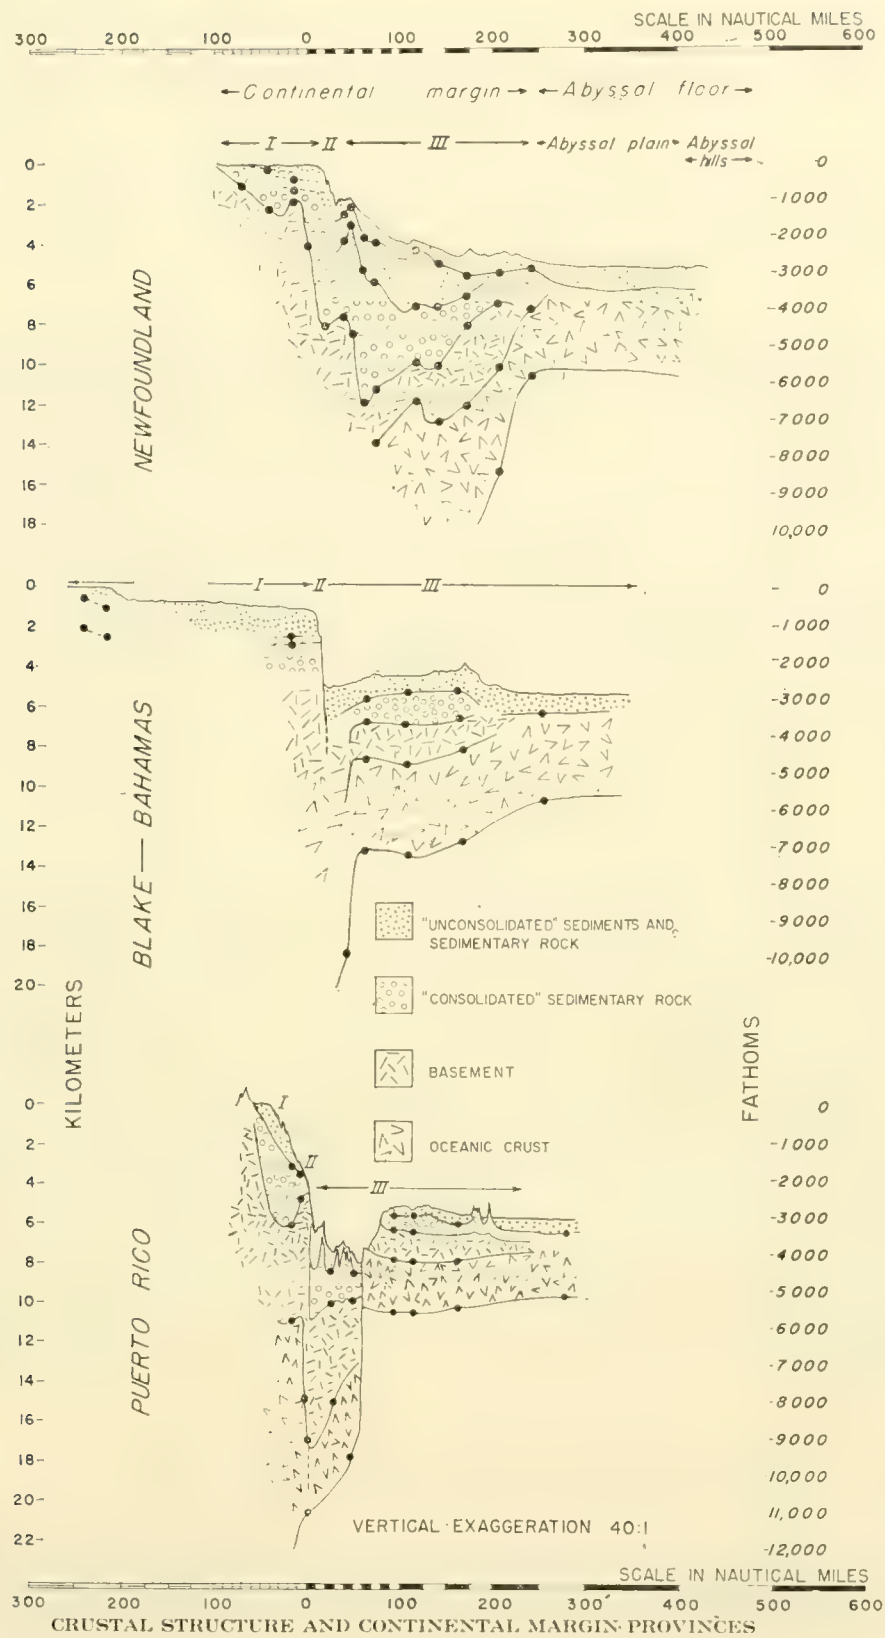 SCALE IN NAUTICAL MILES
300 200 100 0 100 200 300 400 500 600
Continental margin Abyssal floor
I II III Abyssal plain Abyssal
hills
0- -0
2- -1000
4- -2000
6- -3000
8- -4000
10- -5000
12- -6000
14- -7000
16- -8000
18- -9000
10,000
NEWFOUNDLAND
I II III
0 - 0
2 -1000
4- -2000
6- -3000
8- -4000
10- -5000
12- -6000
14- -7000
16- -8000
18- -9000
20- -10,000
BLAKE — BAHAMAS
"UNCONSOLIDATED" SEDIMENTS AND
SEDIMENTARY ROCK
"CONSOLIDATED" SEDIMENTARY ROCK
BASEMENT
OCEANIC CRUST
KILOMETERS
FATHOMS
I
II
III
0- 0
2- -1000
4- -2000
6- -3000
8- -4000
10- -5000
12- -6000
14- -7000
16- -8000
18- -9000
20- 10,000
22- 11,000
-12,000
PUERTO RICO
VERTICAL EXAGGERATION 40:1
SCALE IN NAUTICAL MILES
300 200 100 0 100 200 300 400 500 600
CRUSTAL STRUCTURE AND CONTINENTAL MARGIN PROVINCES